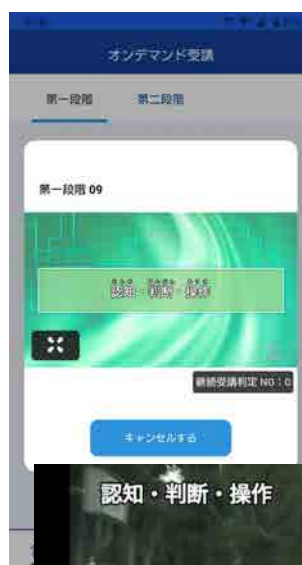 オンデマンド受講
第一段階 第二段階
第一段階 09
認知・判断・操作
継続受講判定 NG:0
キャンセルする
認知・判断・操作